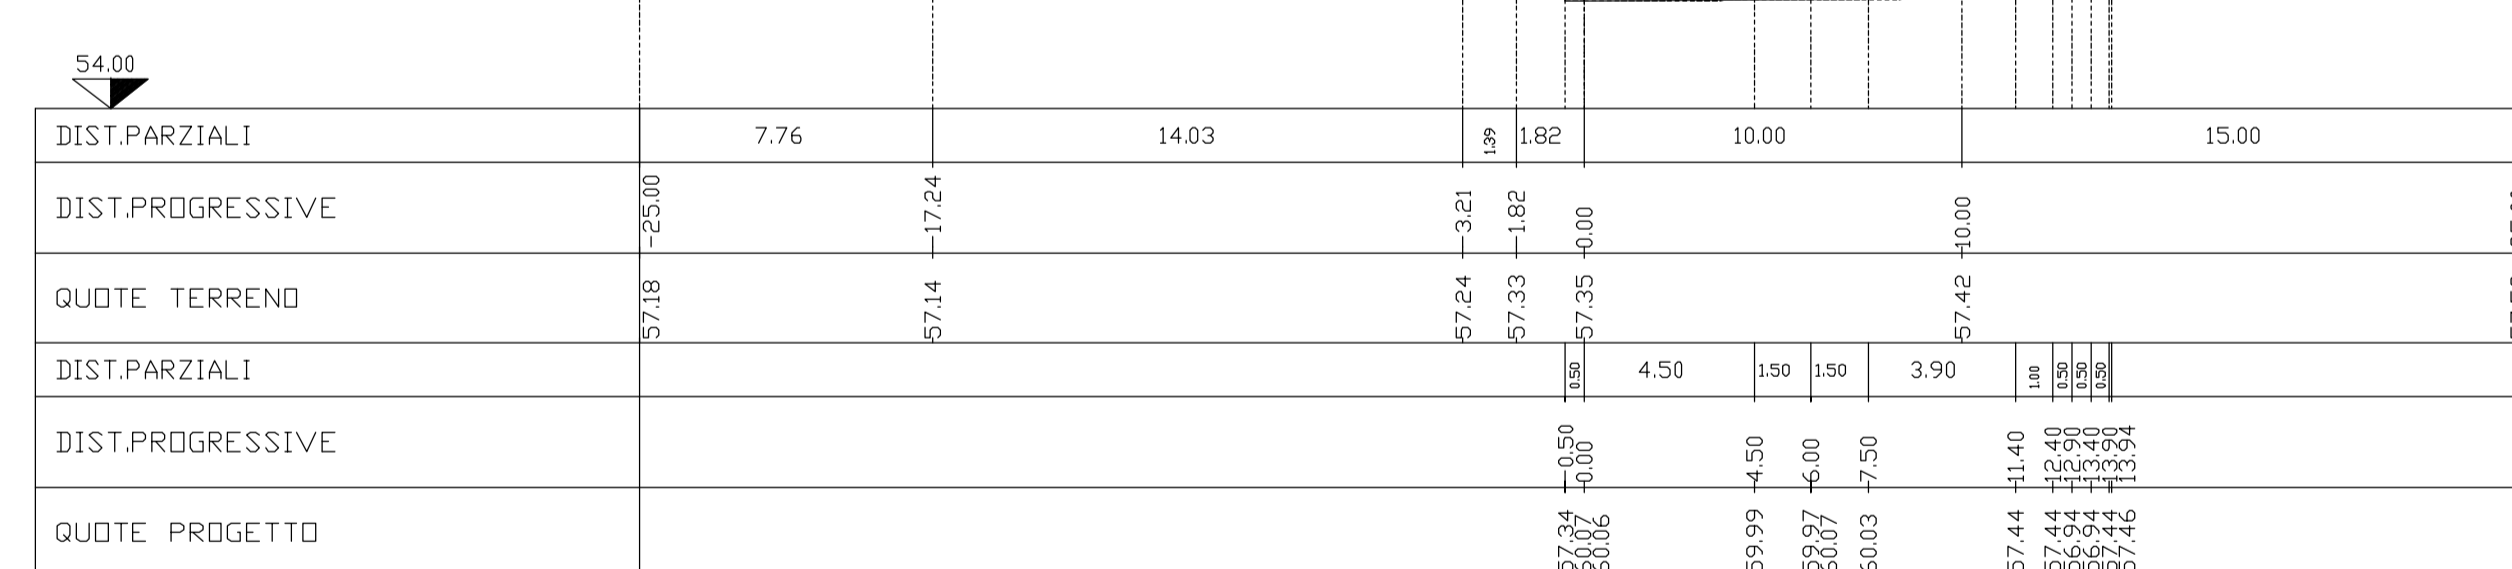 54.00
DIST.PARZIALI 7.76 14.03 1.39 1.82 10.00 15.00
DIST.PROGRESSIVE -25.00 -17.24 -3.21 -1.82 0.00 10.00
QUOTE TERRENO 57.18 57.14 57.24 57.33 57.35 57.42
DIST.PARZIALI 0.50 4.50 1.50 1.50 3.90 1.00 0.50 0.50 0.50
DIST.PROGRESSIVE -0.50 0.00 4.50 6.00 7.50 11.40 12.40 12.90 13.40 13.90 13.94
QUOTE PROGETTO 57.34 60.07 60.06 59.99 59.97 60.07 60.03 57.44 57.44 56.94 56.94 57.44 57.46